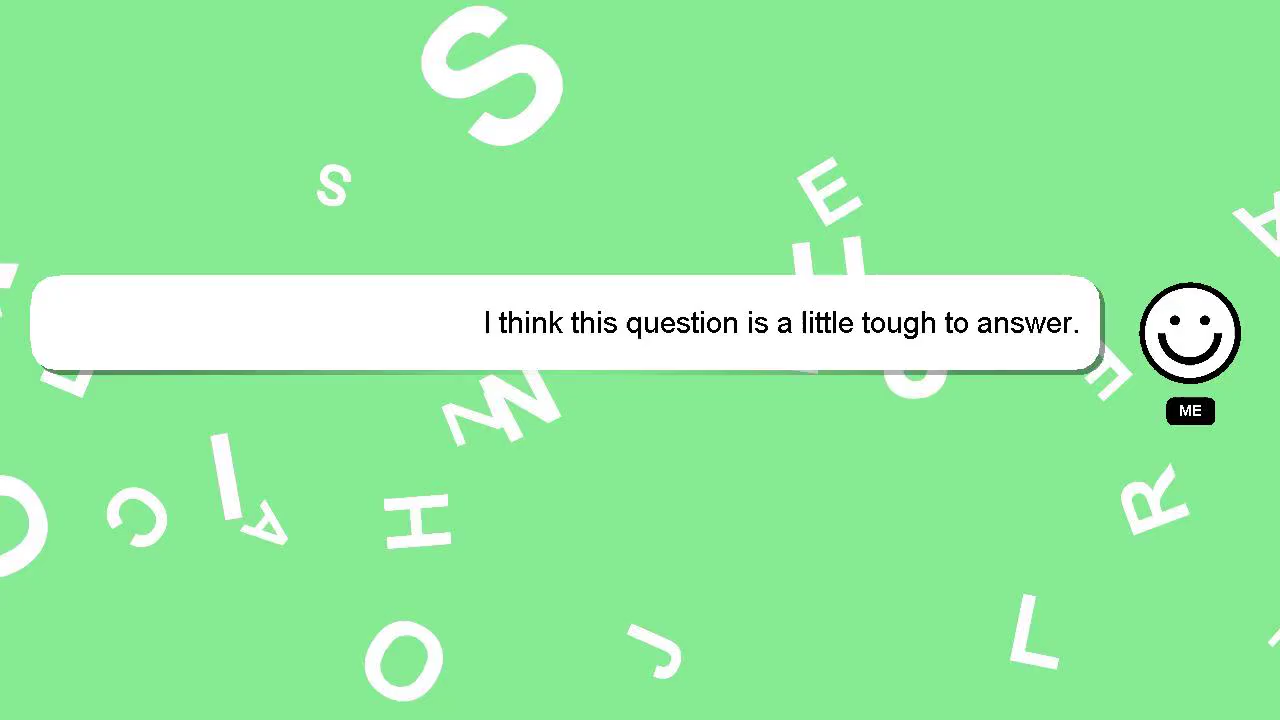 I think this question is a little tough to answer.
ME
S
S
E
A
E
N
N
I
C
A
H
O
J
R
L